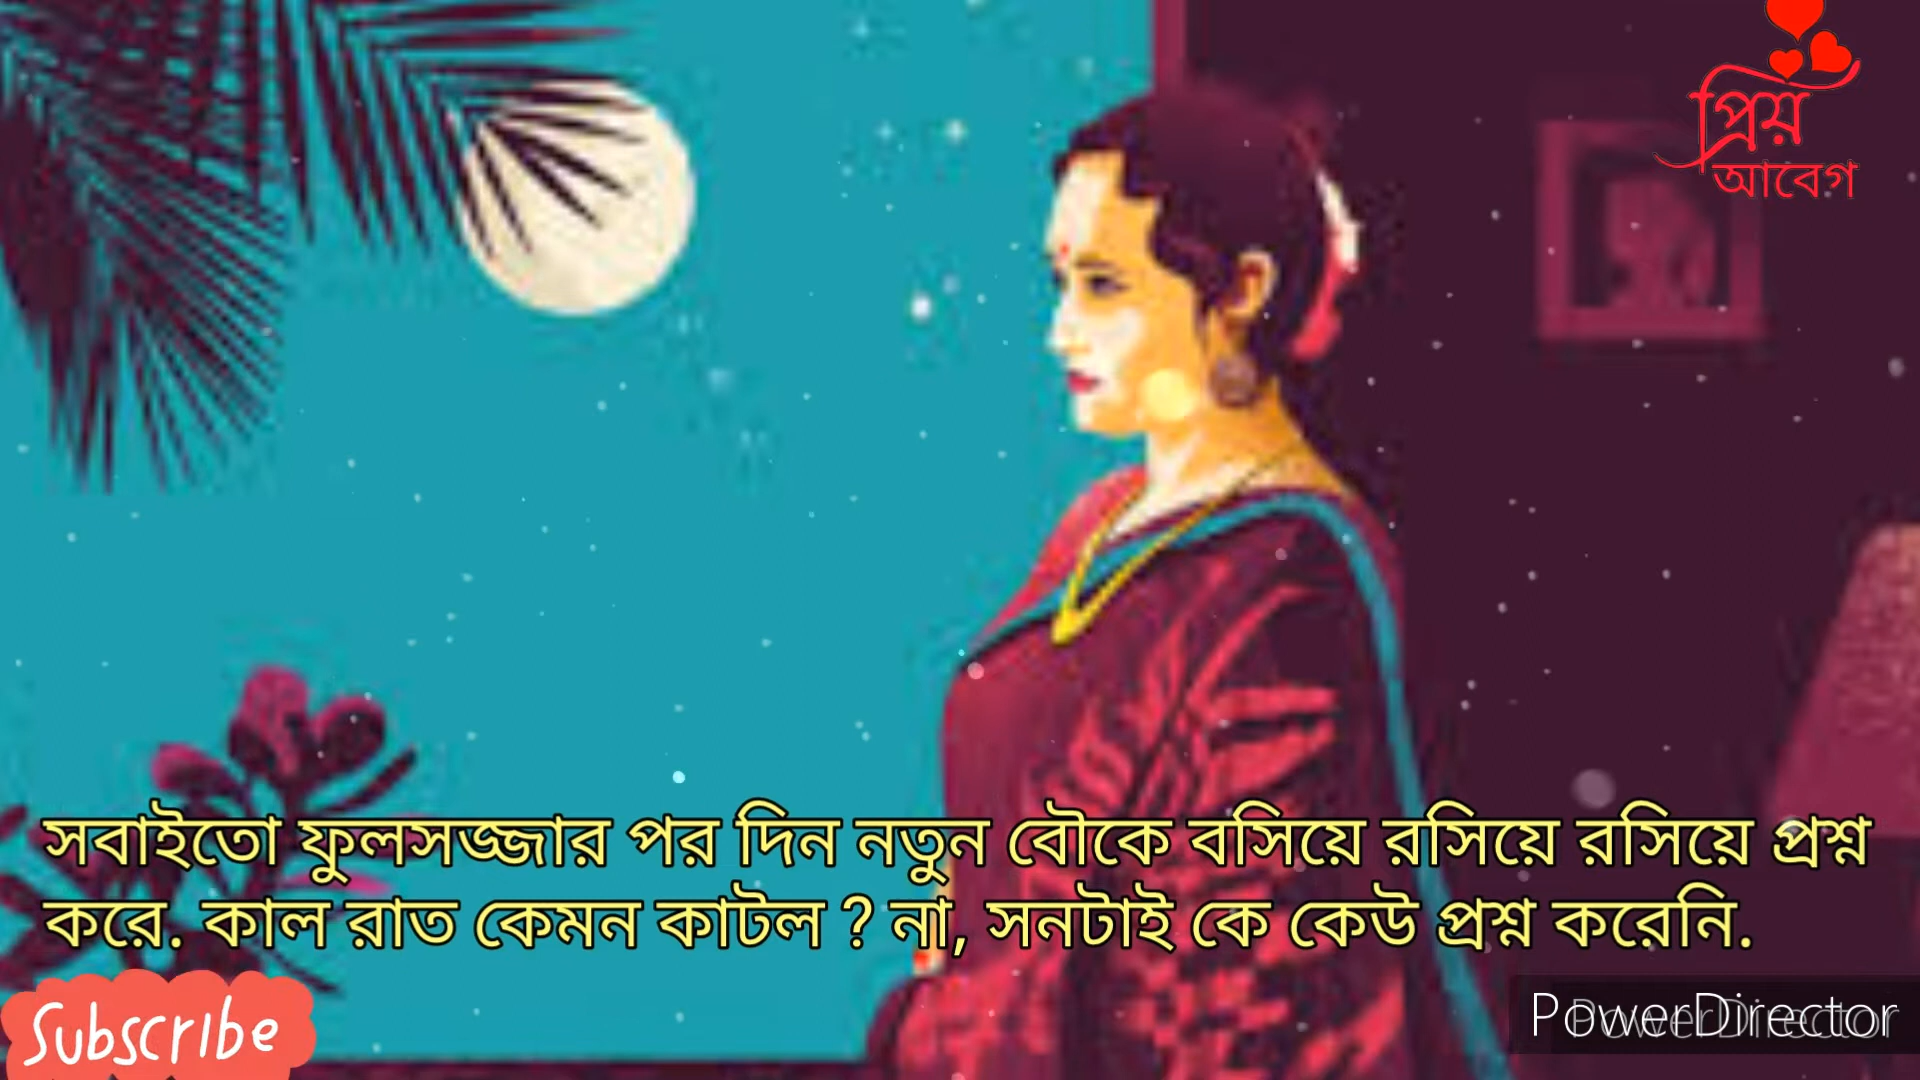 প্রিয়
আবেগ
সবাইতো ফুলসজ্জার পর দিন নতুন বৌকে বসিয়ে রসিয়ে রসিয়ে প্রশ্ন
করে. কাল রাত কেমন কাটল ? না, সনটাই কে কেউ প্রশ্ন করেনি.
Subscribe
PowerDirector